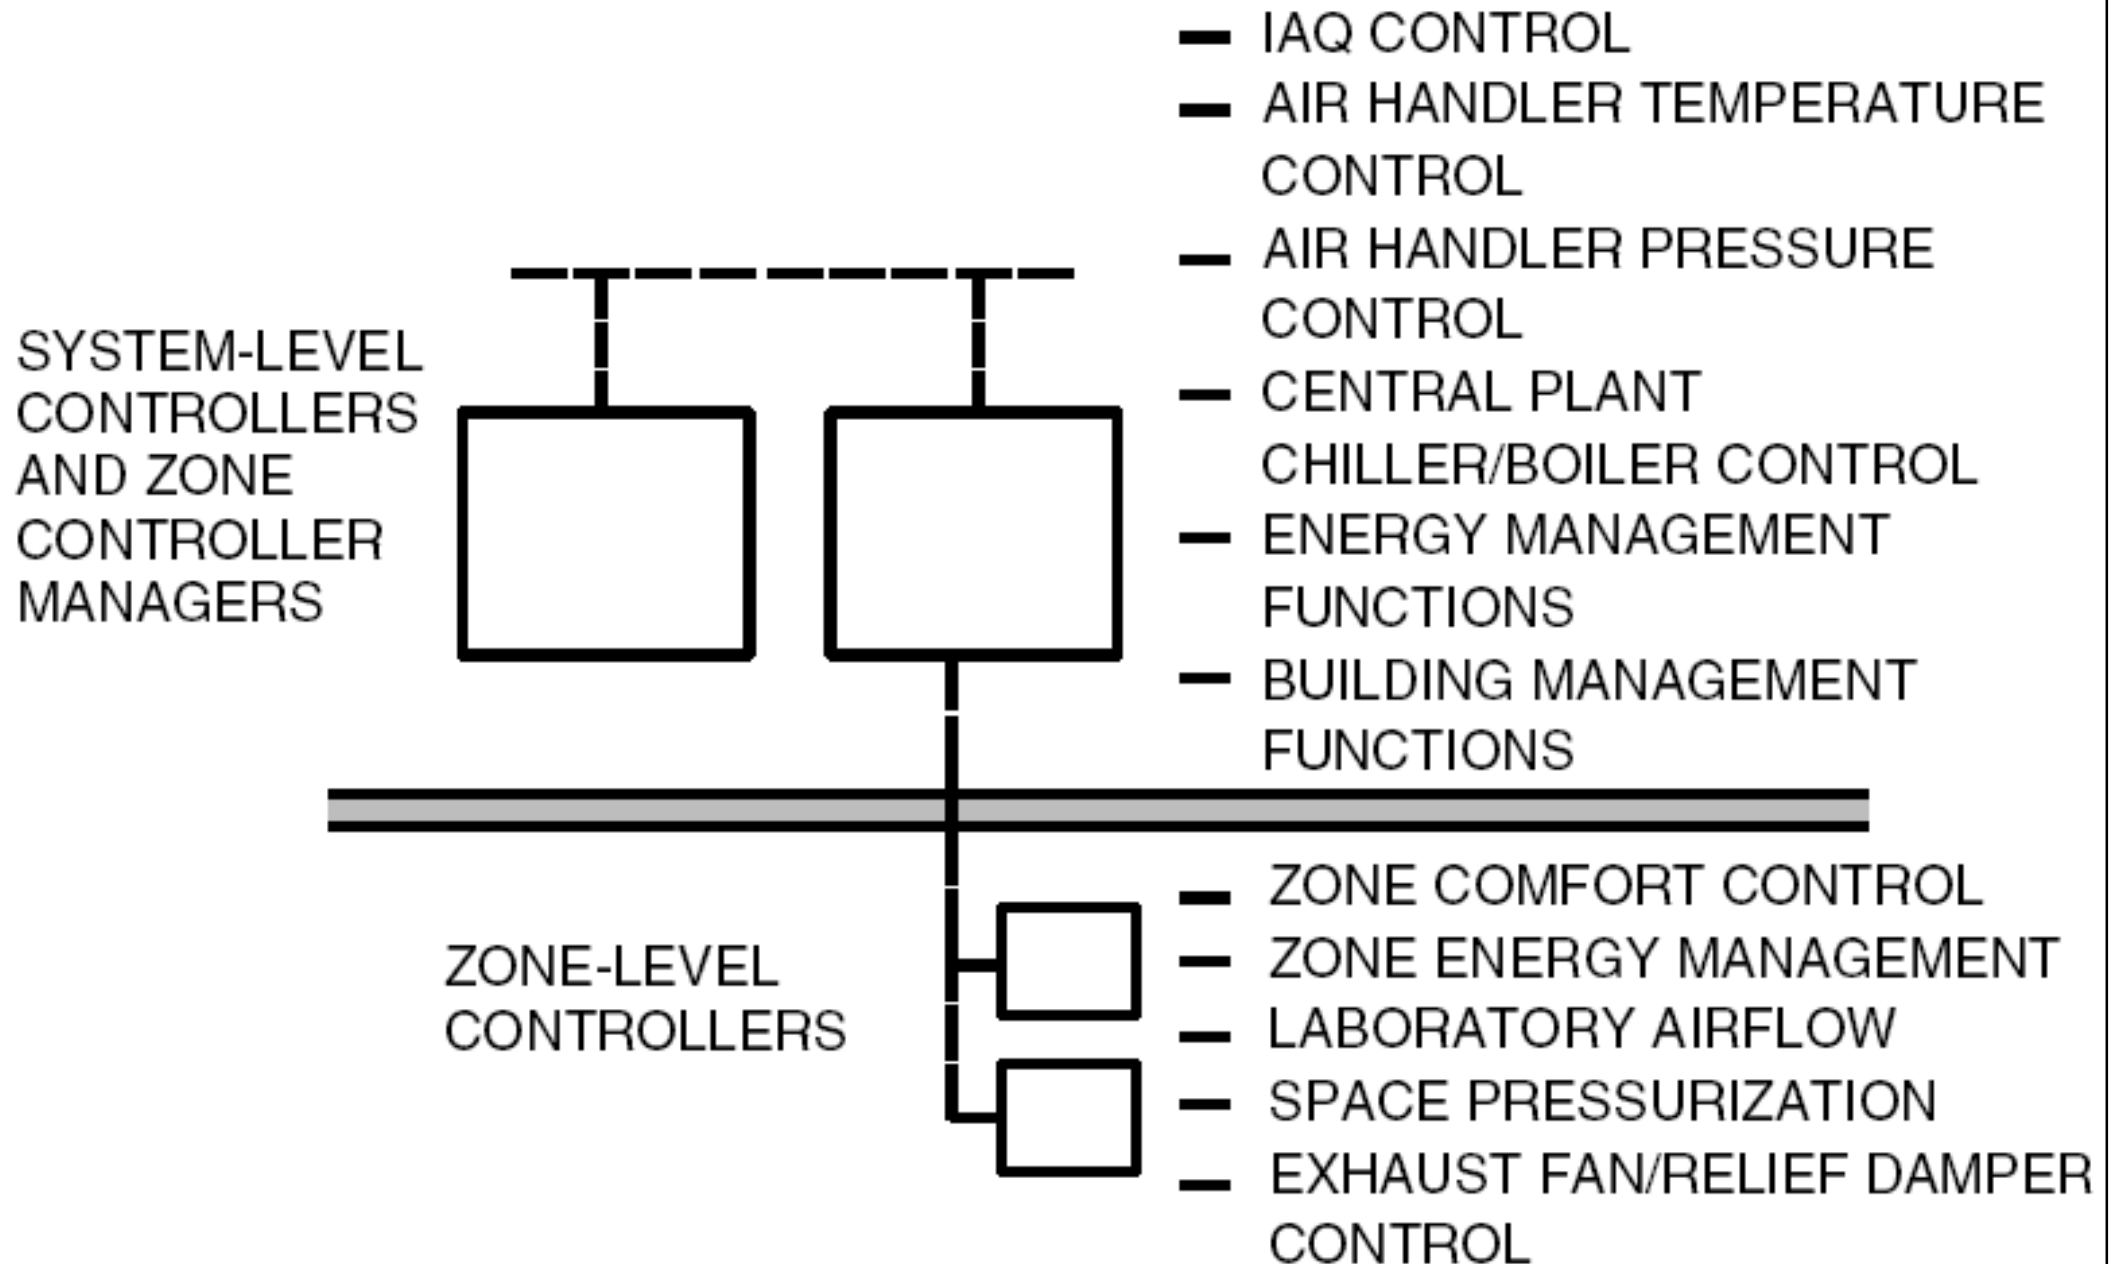 IAQ CONTROL
AIR HANDLER TEMPERATURE
CONTROL
AIR HANDLER PRESSURE
CONTROL
CENTRAL PLANT
CHILLER/BOILER CONTROL
ENERGY MANAGEMENT
FUNCTIONS
BUILDING MANAGEMENT
FUNCTIONS
SYSTEM-LEVEL
CONTROLLERS
AND ZONE
CONTROLLER
MANAGERS
ZONE-LEVEL
CONTROLLERS
ZONE COMFORT CONTROL
ZONE ENERGY MANAGEMENT
LABORATORY AIRFLOW
SPACE PRESSURIZATION
EXHAUST FAN/RELIEF DAMPER
CONTROL